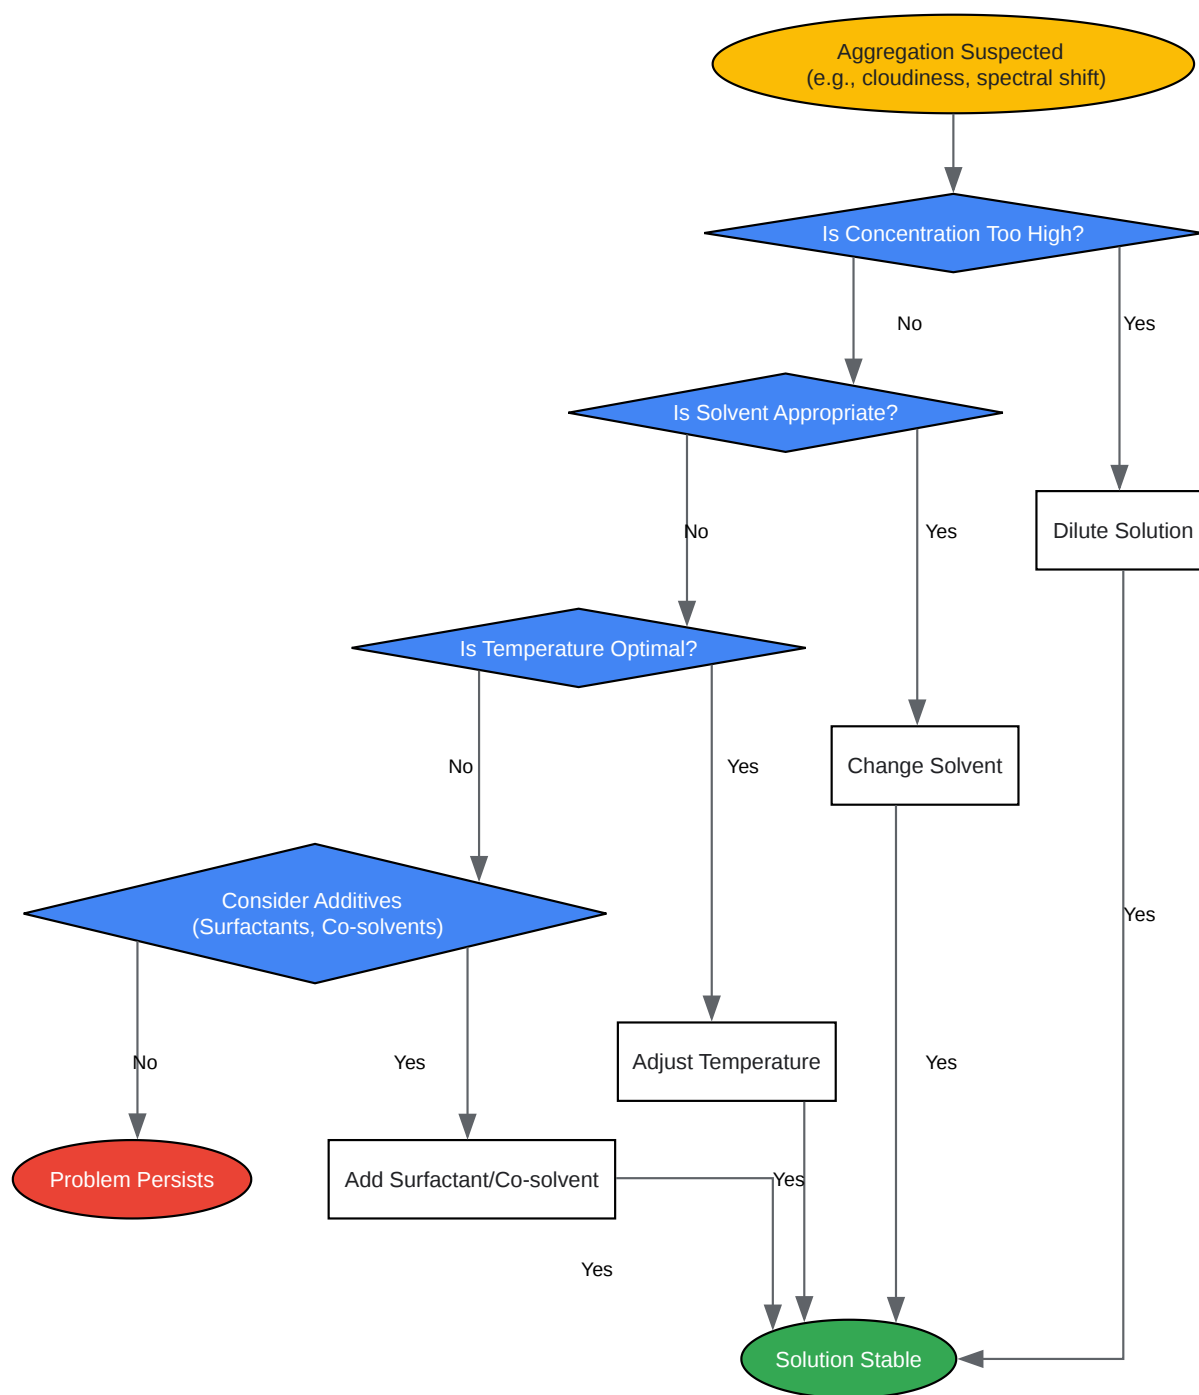 Aggregation Suspected
(e.g., cloudiness, spectral shift)
Is Concentration Too High?
No
Yes
Is Solvent Appropriate?
No
Yes
Dilute Solution
Is Temperature Optimal?
No
Yes
Change Solvent
Consider Additives
(Surfactants, Co-solvents)
Yes
No
Yes
Adjust Temperature
Yes
Problem Persists
Add Surfactant/Co-solvent
Yes
Yes
Solution Stable